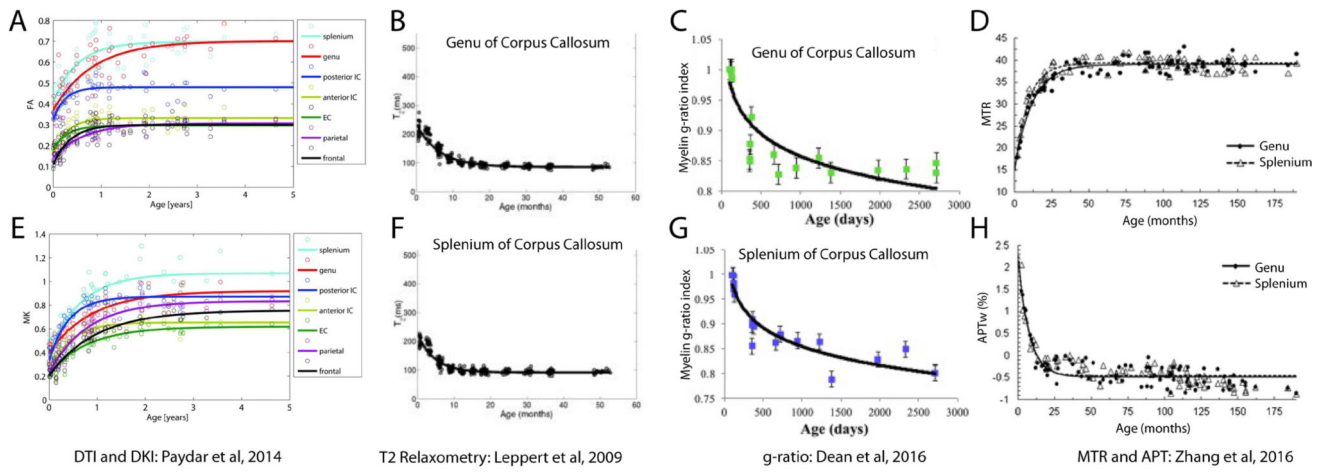 A
0.8
0.7
0.6
0.5
0.4
0.3
0.2
0.1
0
FA
0 1 2 3 4 5
Age [years]
splenium
genu
posterior IC
anterior IC
EC
parietal
frontal
B
Genu of Corpus Callosum
500
400
300
200
100
0
T2(ms)
0 10 20 30 40 50 60
Age (months)
C
Genu of Corpus Callosum
1.05
1
0.95
0.9
0.85
0.8
Myelin g-ratio index
0 500 1000 1500 2000 2500 3000
Age (days)
D
45
40
35
30
25
20
15
10
MTR
0 25 50 75 100 125 150 175
Age (months)
Genu
Splenium
E
1.4
1.2
1
0.8
0.6
0.4
0.2
0
MK
0 1 2 3 4 5
Age [years]
splenium
genu
posterior IC
anterior IC
EC
parietal
frontal
F
Splenium of Corpus Callosum
500
400
300
200
100
0
T2(ms)
0 10 20 30 40 50 60
Age (months)
G
Splenium of Corpus Callosum
1.05
1
0.95
0.9
0.85
0.8
0.75
Myelin g-ratio index
0 500 1000 1500 2000 2500 3000
Age (days)
H
2.5
2
1.5
1
0.5
0
-0.5
-1
APTw (%)
0 25 50 75 100 125 150 175
Age (months)
Genu
Splenium
DTI and DKI: Paydar et al, 2014
T2 Relaxometry: Leppert et al, 2009
g-ratio: Dean et al, 2016
MTR and APT: Zhang et al, 2016